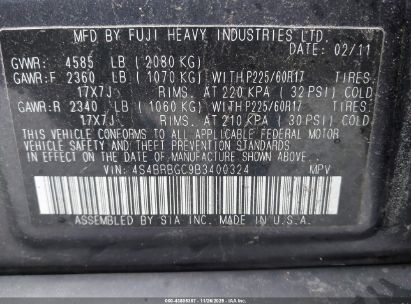 MFD BY FUJI HEAVY INDUSTRIES LTD.
DATE: 02/11
GVWR: 4585 LB (2080 KG)
GAWR:F 2360 LB (1070 KG) WITH P225/60R17 TIRES.
17X7J RIMS. AT 220 KPA (32 PSI) COLD
GAWR:R 2340 LB (1060 KG) WITH P225/60R17 TIRES.
17X7J RIMS. AT 210 KPA (30 PSI) COLD
THIS VEHICLE CONFORMS TO ALL APPLICABLE FEDERAL MOTOR
VEHICLE SAFETY, BUMPER, AND THEFT PREVENTION
STANDARDS IN EFFECT ON THE DATE OF MANUFACTURE
SHOWN ABOVE.
VIN: 4S4BRBGC9B3400324 MPV
ASSEMBLED BY SIA INC. MADE IN U.S.A